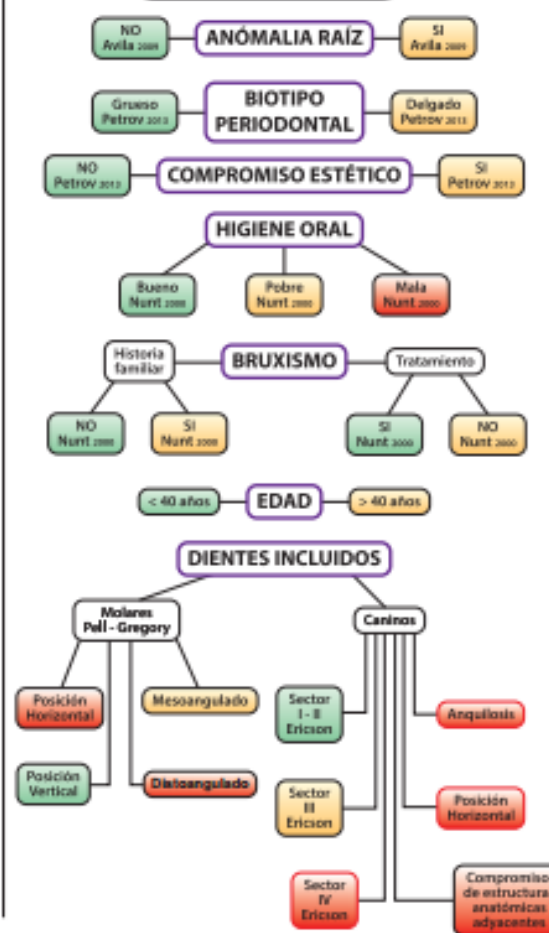 NO
Avila 2009
ANÓMALIA RAÍZ
SI
Avila 2009
Grueso
Petrov 2013
BIOTIPO
PERIODONTAL
Delgado
Petrov 2013
NO
Petrov 2013
COMPROMISO ESTÉTICO
SI
Petrov 2013
HIGIENE ORAL
Bueno
Nunt 2000
Pobre
Nunt 2000
Mala
Nunt 2000
Historia
familiar
BRUXISMO
Tratamiento
NO
Nunt 2000
SI
Nunt 2000
SI
Nunt 2000
NO
Nunt 2000
< 40 años
EDAD
> 40 años
DIENTES INCLUIDOS
Molares
Pell - Gregory
Caninos
Posición
Horizontal
Mesoangulado
Posición
Vertical
Distoangulado
Sector
I - II
Ericson
Anquilosis
Sector
III
Ericson
Posición
Horizontal
Sector
IV
Ericson
Compromiso
de estructura
anatómicas
adyacentes